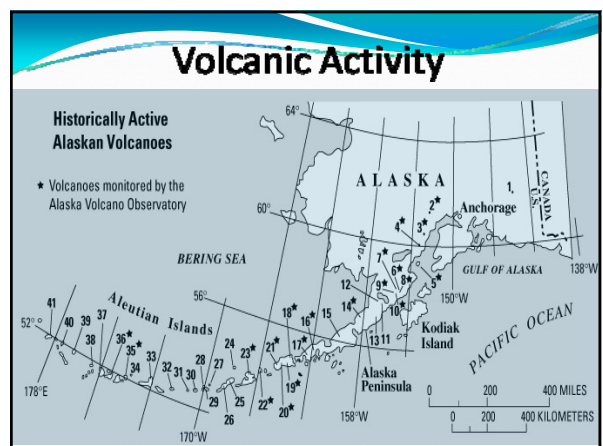 Volcanic Activity
Historically Active
Alaskan Volcanoes
★ Volcanoes monitored by the
Alaska Volcano Observatory
64°
ALASKA
1
CANADA
U.S.
2★
Anchorage
3★
4★
60°
138°W
GULF OF ALASKA
BERING SEA
7★
6★
8★
5★
150°W
9★
12
56°
14★
10★
Kodiak
Island
PACIFIC OCEAN
Aleutian Islands
18★
16★
15
13 11
41
52°
40
39
38
37
36★
35★
34
33
32
31
30
28
27
24
23★
21★
17★
Alaska
Peninsula
19★
178°E
29
26
25
22★
20★
158°W
170°W
0 200 400 MILES
0 200 400 KILOMETERS